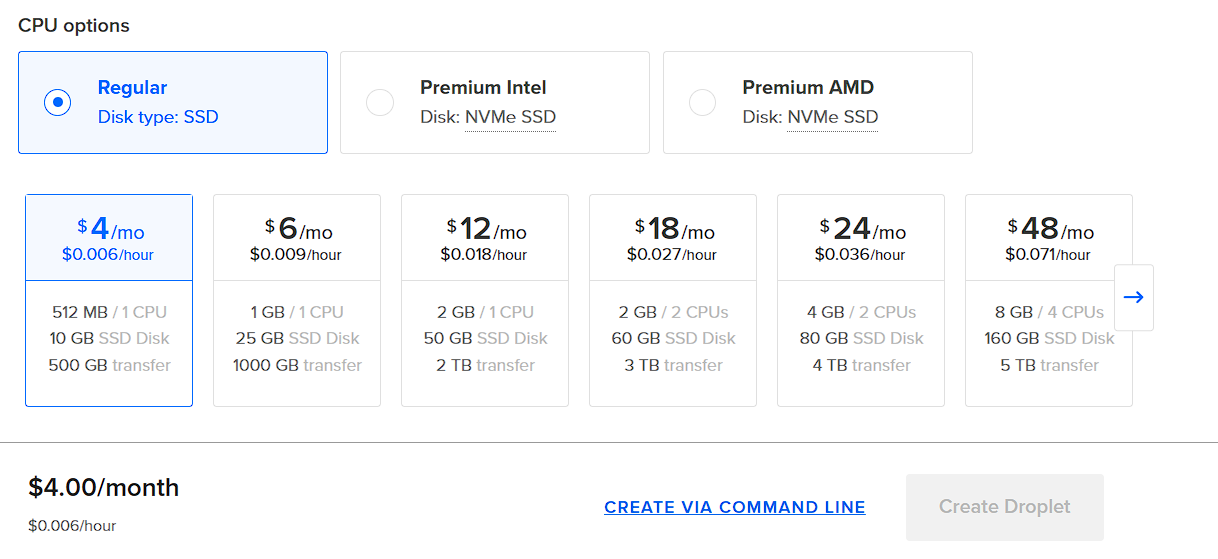 CPU options
Regular
Disk type: SSD
Premium Intel
Disk: NVMe SSD
Premium AMD
Disk: NVMe SSD
$4/mo
$0.006/hour
512 MB / 1 CPU
10 GB SSD Disk
500 GB transfer
$6/mo
$0.009/hour
1 GB / 1 CPU
25 GB SSD Disk
1000 GB transfer
$12/mo
$0.018/hour
2 GB / 1 CPU
50 GB SSD Disk
2 TB transfer
$18/mo
$0.027/hour
2 GB / 2 CPUs
60 GB SSD Disk
3 TB transfer
$24/mo
$0.036/hour
4 GB / 2 CPUs
80 GB SSD Disk
4 TB transfer
$48/mo
$0.071/hour
8 GB / 4 CPUs
160 GB SSD Disk
5 TB transfer
$4.00/month
$0.006/hour
CREATE VIA COMMAND LINE
Create Droplet